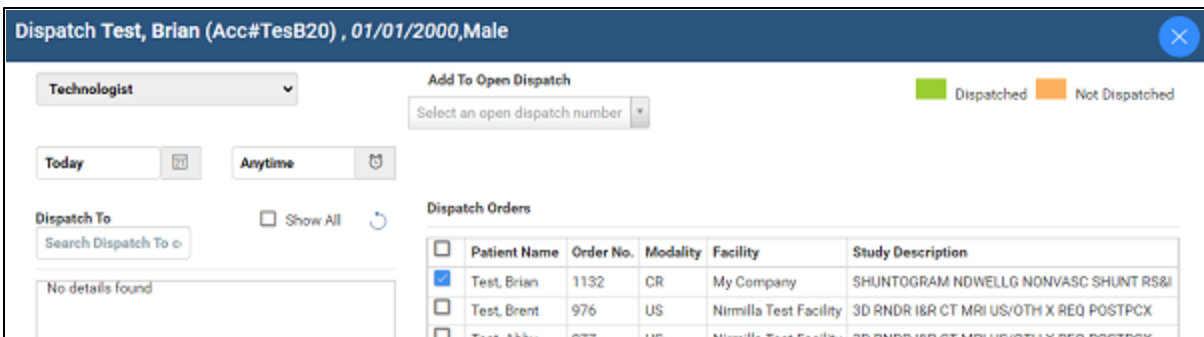 Dispatch Test, Brian (Acc#TesB20) , 01/01/2000,Male
Technologist
Add To Open Dispatch
Select an open dispatch number
Dispatched Not Dispatched
Today
Anytime
Dispatch To
Show All
Search Dispatch To
No details found
Dispatch Orders
Patient Name Order No. Modality Facility Study Description
Test, Brian 1132 CR My Company SHUNTOGRAM NDWELLG NONVASC SHUNT RS&I
Test, Brent 976 US Nirmilla Test Facility 3D RNDR I&R CT MRI US/OTH X REQ POSTPCX